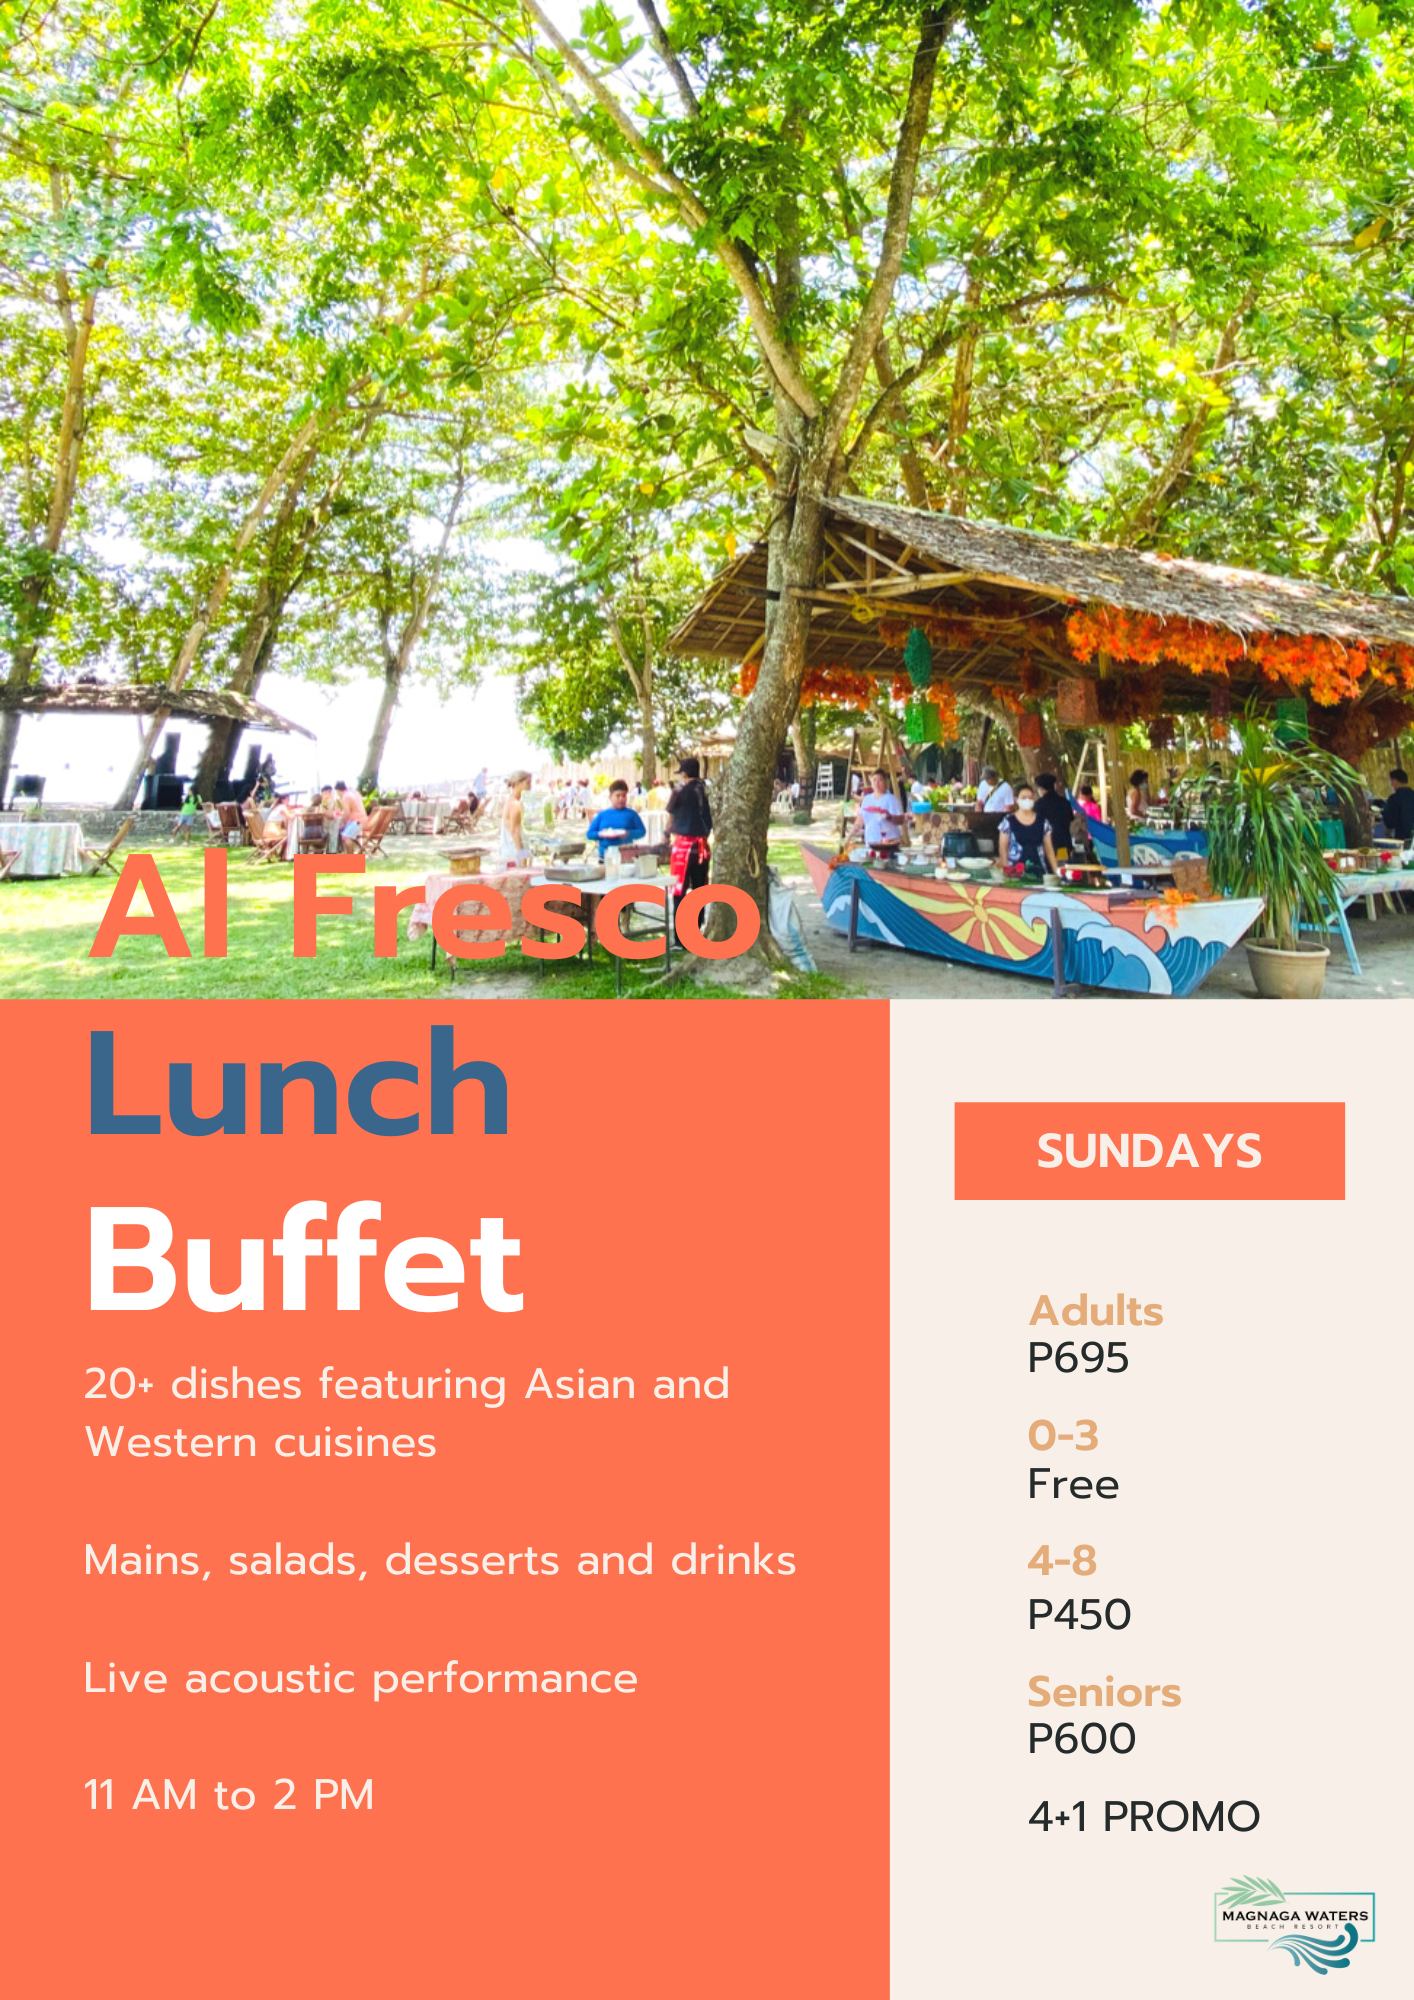 Al Fresco
Lunch
Buffet
20+ dishes featuring Asian and
Western cuisines
Mains, salads, desserts and drinks
Live acoustic performance
11 AM to 2 PM
SUNDAYS
Adults
P695
0-3
Free
4-8
P450
Seniors
P600
4+1 PROMO
MAGNAGA WATERS
BEACH RESORT